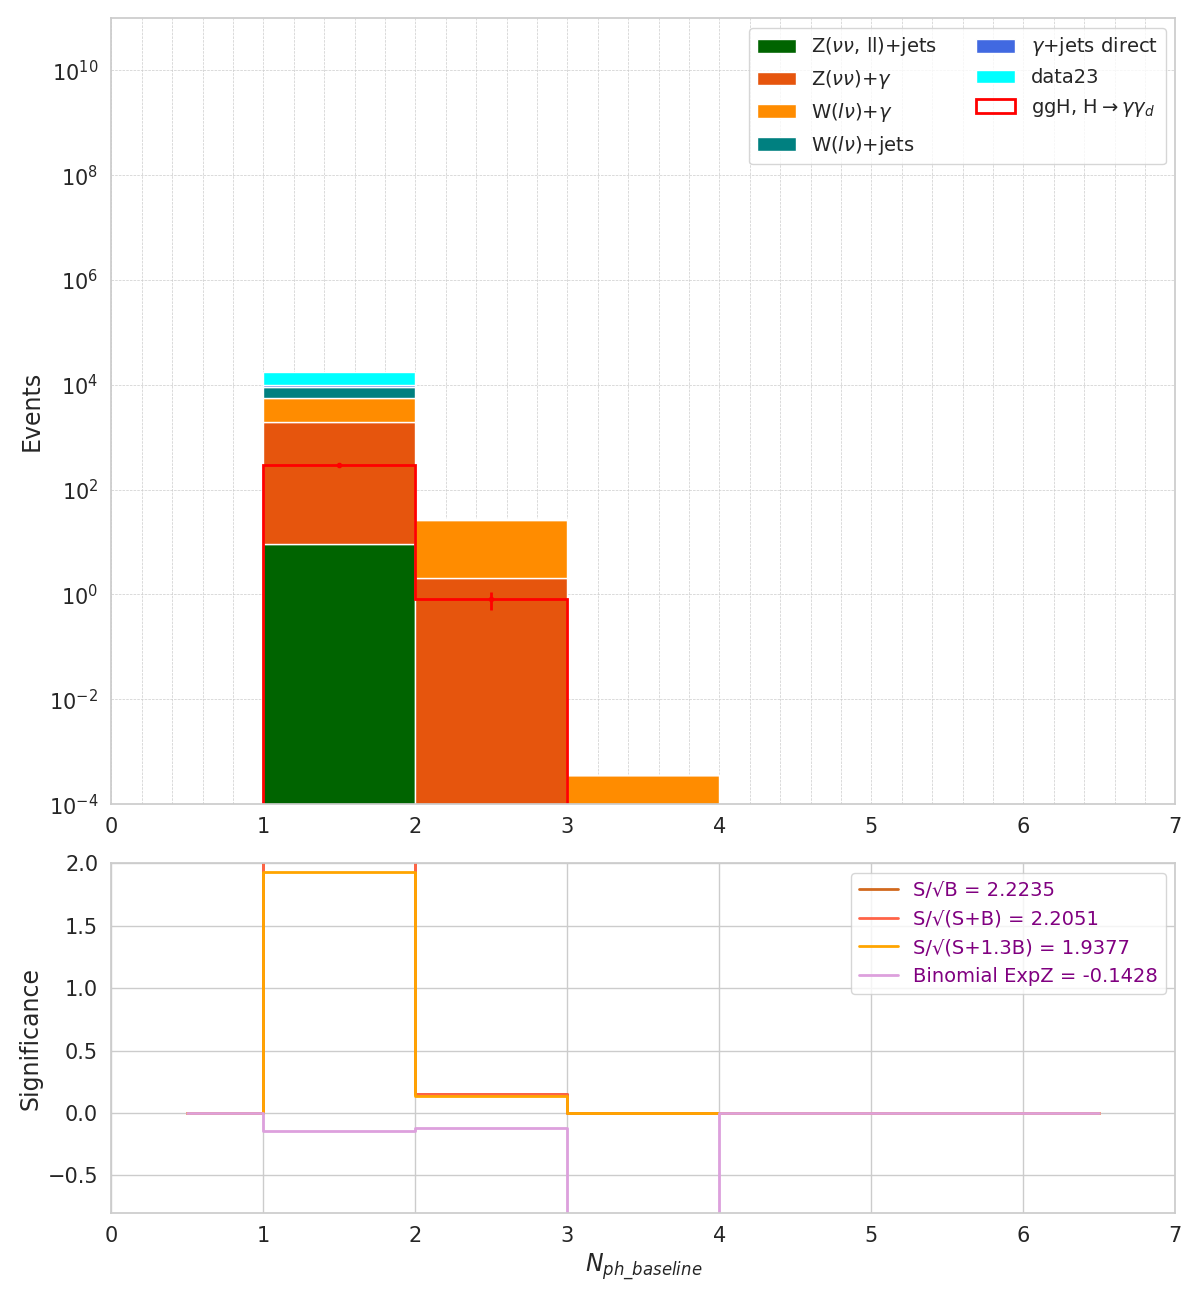 Z(νν, ll)+jets
Z(νν)+γ
W(lν)+γ
W(lν)+jets
γ+jets direct
data23
ggH, H → γγ_d
Events
10^10
10^8
10^6
10^4
10^2
10^0
10^−2
10^−4
0 1 2 3 4 5 6 7
S/√B = 2.2235
S/√(S+B) = 2.2051
S/√(S+1.3B) = 1.9377
Binomial ExpZ = -0.1428
Significance
2.0
1.5
1.0
0.5
0.0
−0.5
0 1 2 3 4 5 6 7
N_ph_baseline